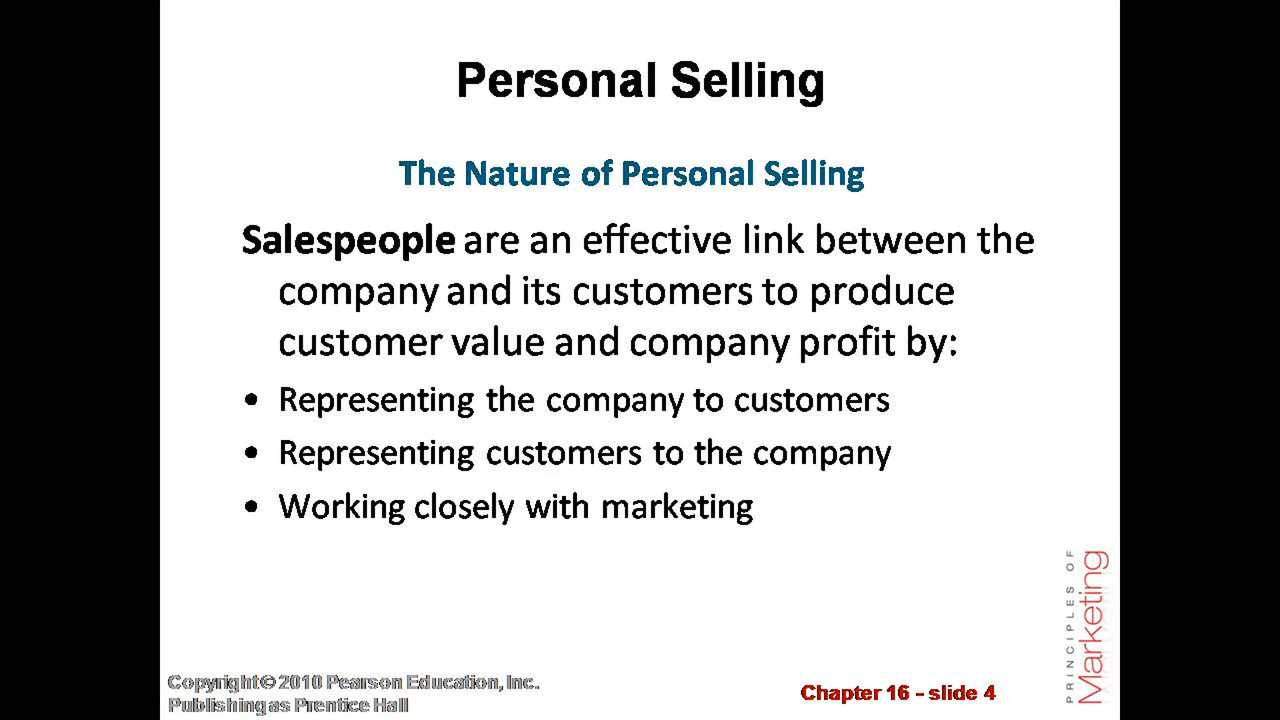 Personal Selling
The Nature of Personal Selling
Salespeople are an effective link between the
company and its customers to produce
customer value and company profit by:
• Representing the company to customers
• Representing customers to the company
• Working closely with marketing
PRINCIPLES OF
Marketing
Copyright © 2010 Pearson Education, Inc.
Publishing as Prentice Hall
Chapter 16 - slide 4